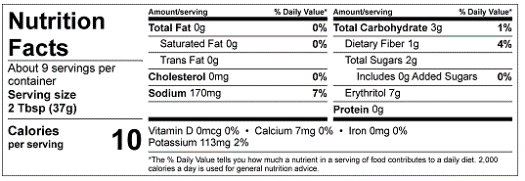 Nutrition
Facts
About 9 servings per
container
Serving size
2 Tbsp (37g)
Calories
per serving
10
Amount/serving % Daily Value*
Total Fat 0g 0%
Saturated Fat 0g 0%
Trans Fat 0g
Cholesterol 0mg 0%
Sodium 170mg 7%
Amount/serving % Daily Value*
Total Carbohydrate 3g 1%
Dietary Fiber 1g 4%
Total Sugars 2g
Includes 0g Added Sugars 0%
Erythritol 7g
Protein 0g
Vitamin D 0mcg 0% • Calcium 7mg 0% • Iron 0mg 0%
Potassium 113mg 2%
*The % Daily Value tells you how much a nutrient in a serving of food contributes to a daily diet. 2,000
calories a day is used for general nutrition advice.